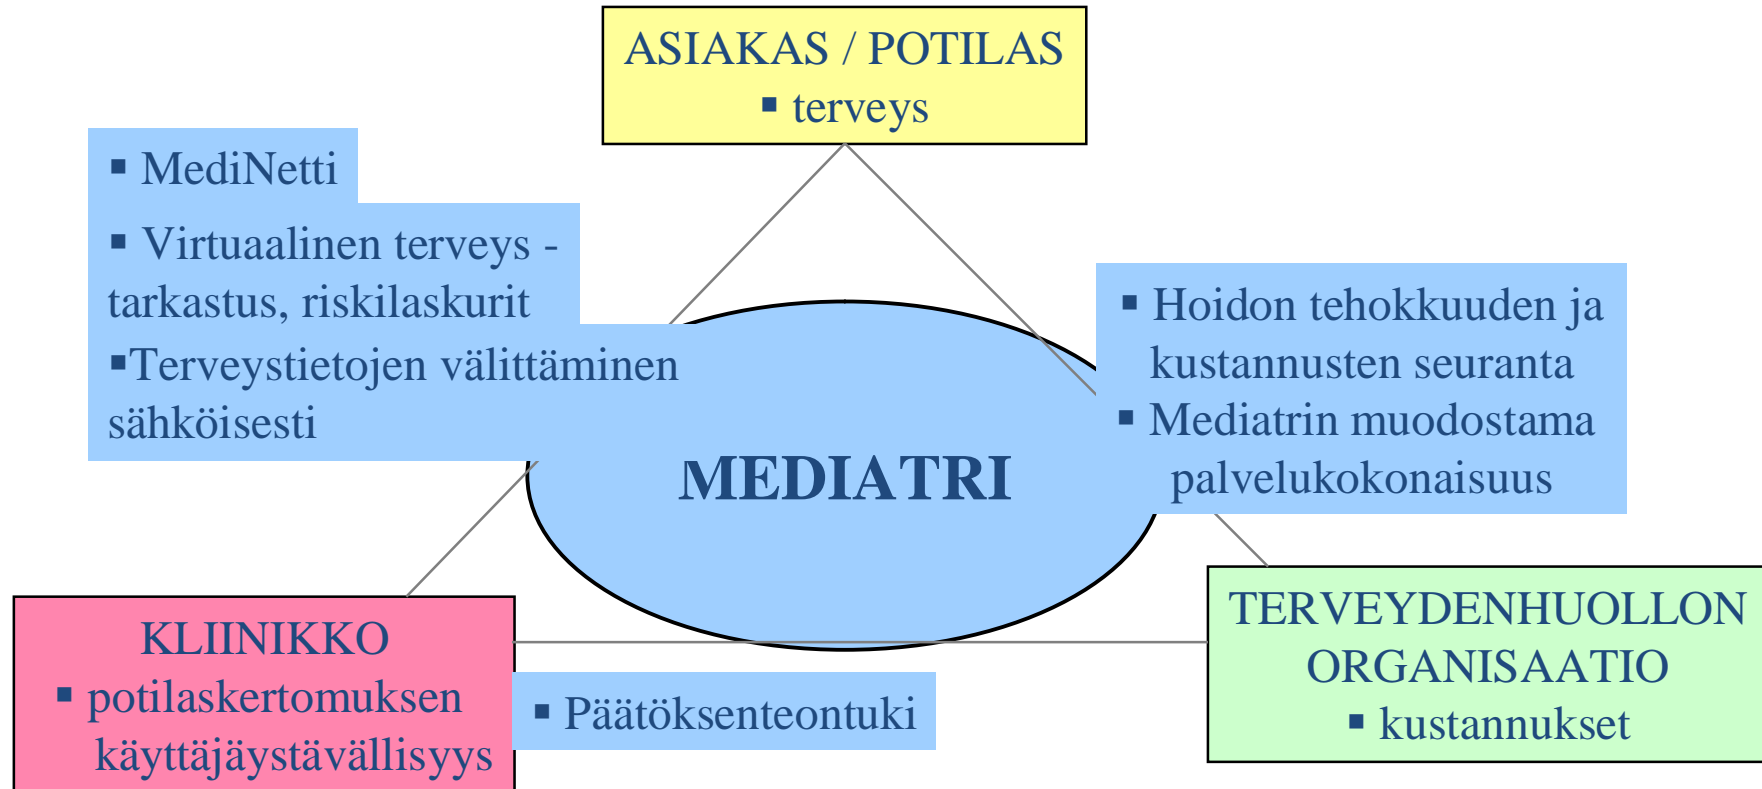 ASIAKAS / POTILAS
▪ terveys
▪ MediNetti
▪ Virtuaalinen terveys -
tarkastus, riskilaskurit
▪Terveystietojen välittäminen
sähköisesti
▪ Hoidon tehokkuuden ja
kustannusten seuranta
▪ Mediatrin muodostama
palvelukokonaisuus
MEDIATRI
KLIINIKKO
▪ potilaskertomuksen
käyttäjäystävällisyys
▪ Päätöksenteontuki
TERVEYDENHUOLLON
ORGANISAATIO
▪ kustannukset